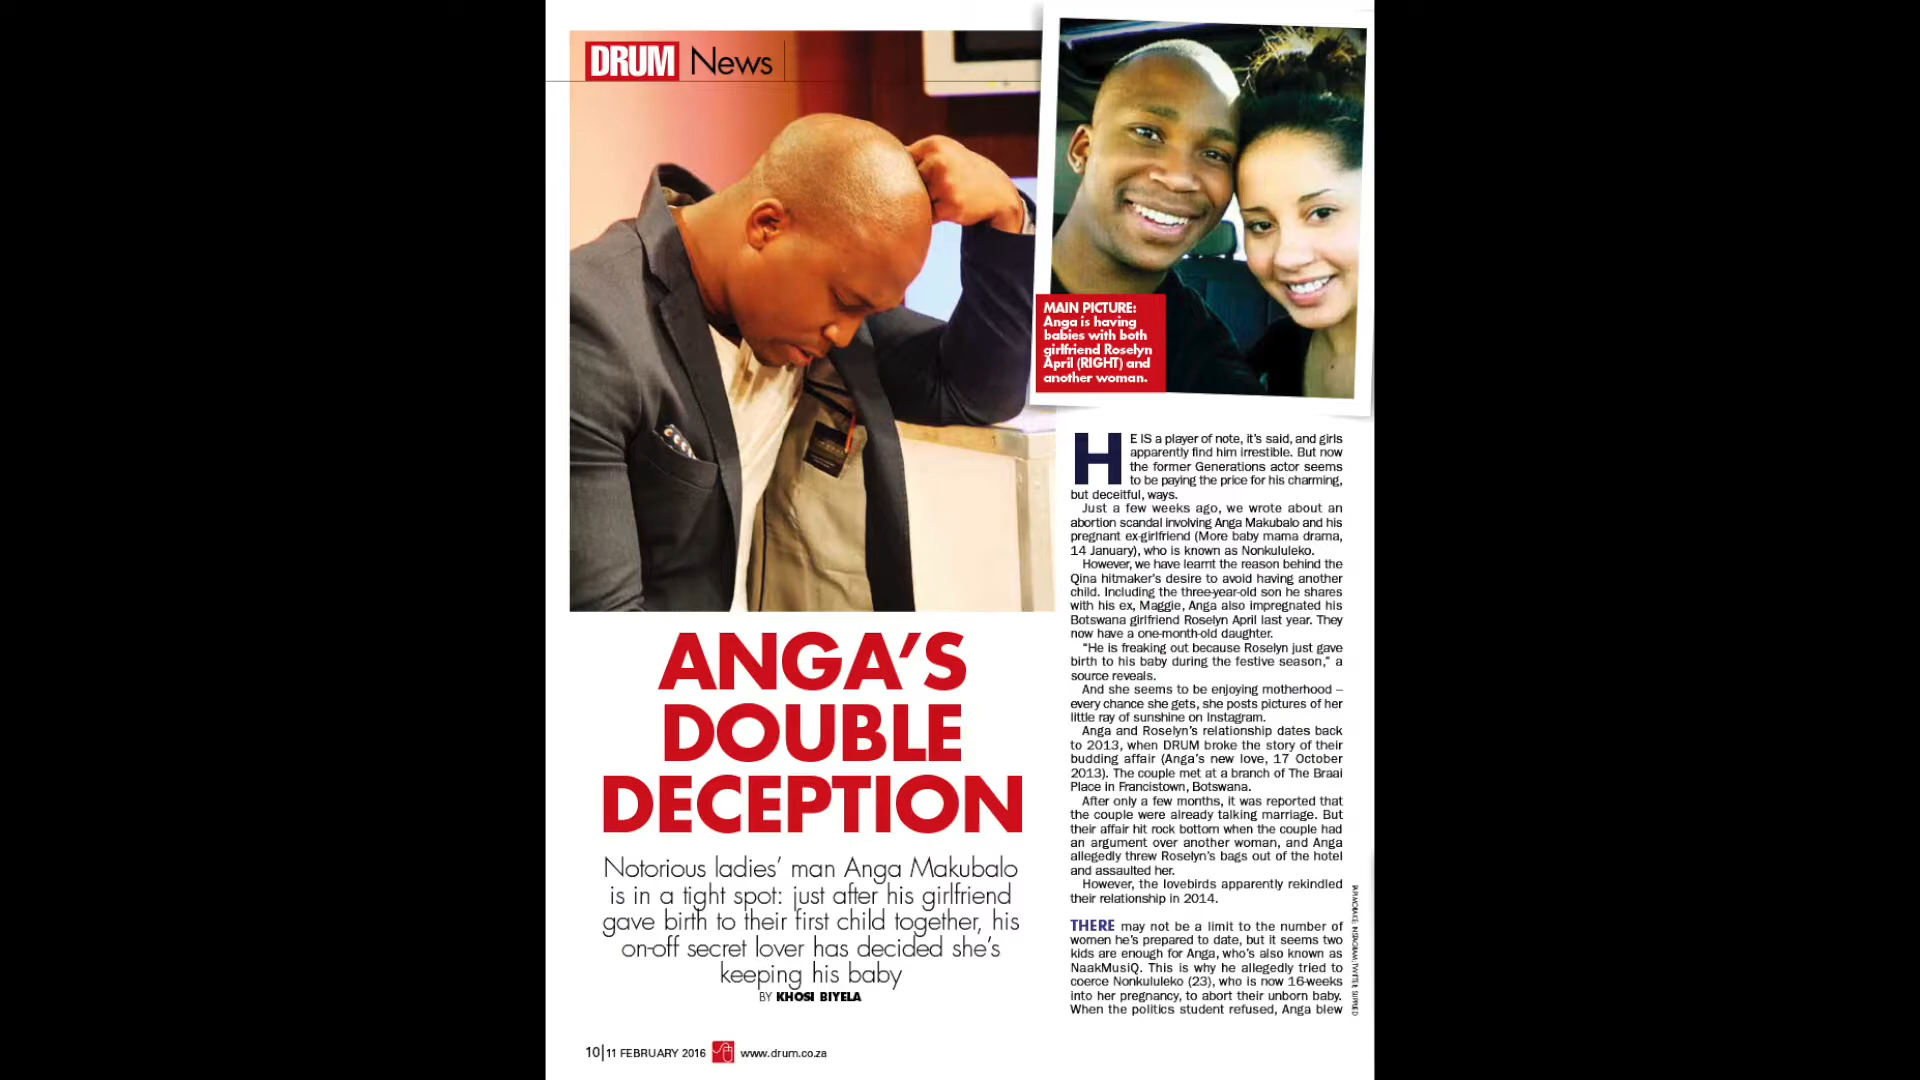 DRUM News
MAIN PICTURE:
Anga is having
babies with both
girlfriend Roselyn
April (RIGHT) and
another woman.
ANGA'S
DOUBLE
DECEPTION
Notorious ladies' man Anga Makubalo
is in a tight spot: just after his girlfriend
gave birth to their first child together, his
on-off secret lover has decided she's
keeping his baby
BY KHOSI BIYELA
HE IS a player of note, it's said, and girls
apparently find him irrestible. But now
the former Generations actor seems
to be paying the price for his charming,
but deceitful, ways.
Just a few weeks ago, we wrote about an
abortion scandal involving Anga Makubalo and his
pregnant ex-girlfriend (More baby mama drama,
14 January), who is known as Nonkululeko.
However, we have learnt the reason behind the
Qina hitmaker's desire to avoid having another
child. Including the three-year-old son he shares
with his ex, Maggie, Anga also impregnated his
Botswana girlfriend Roselyn April last year. They
now have a one-month-old daughter.
"He is freaking out because Roselyn just gave
birth to his baby during the festive season," a
source reveals.
And she seems to be enjoying motherhood –
every chance she gets, she posts pictures of her
little ray of sunshine on Instagram.
Anga and Roselyn's relationship dates back
to 2013, when DRUM broke the story of their
budding affair (Anga's new love, 17 October
2013). The couple met at a branch of The Braai
Place in Francistown, Botswana.
After only a few months, it was reported that
the couple were already talking marriage. But
their affair hit rock bottom when the couple had
an argument over another woman, and Anga
allegedly threw Roselyn's bags out of the hotel
and assaulted her.
However, the lovebirds apparently rekindled
their relationship in 2014.
THERE may not be a limit to the number of
women he's prepared to date, but it seems two
kids are enough for Anga, who's also known as
NaakMusiQ. This is why he allegedly tried to
coerce Nonkululeko (23), who is now 16-weeks
into her pregnancy, to abort their unborn baby.
When the politics student refused, Anga blew
10|11 FEBRUARY 2016 www.drum.co.za